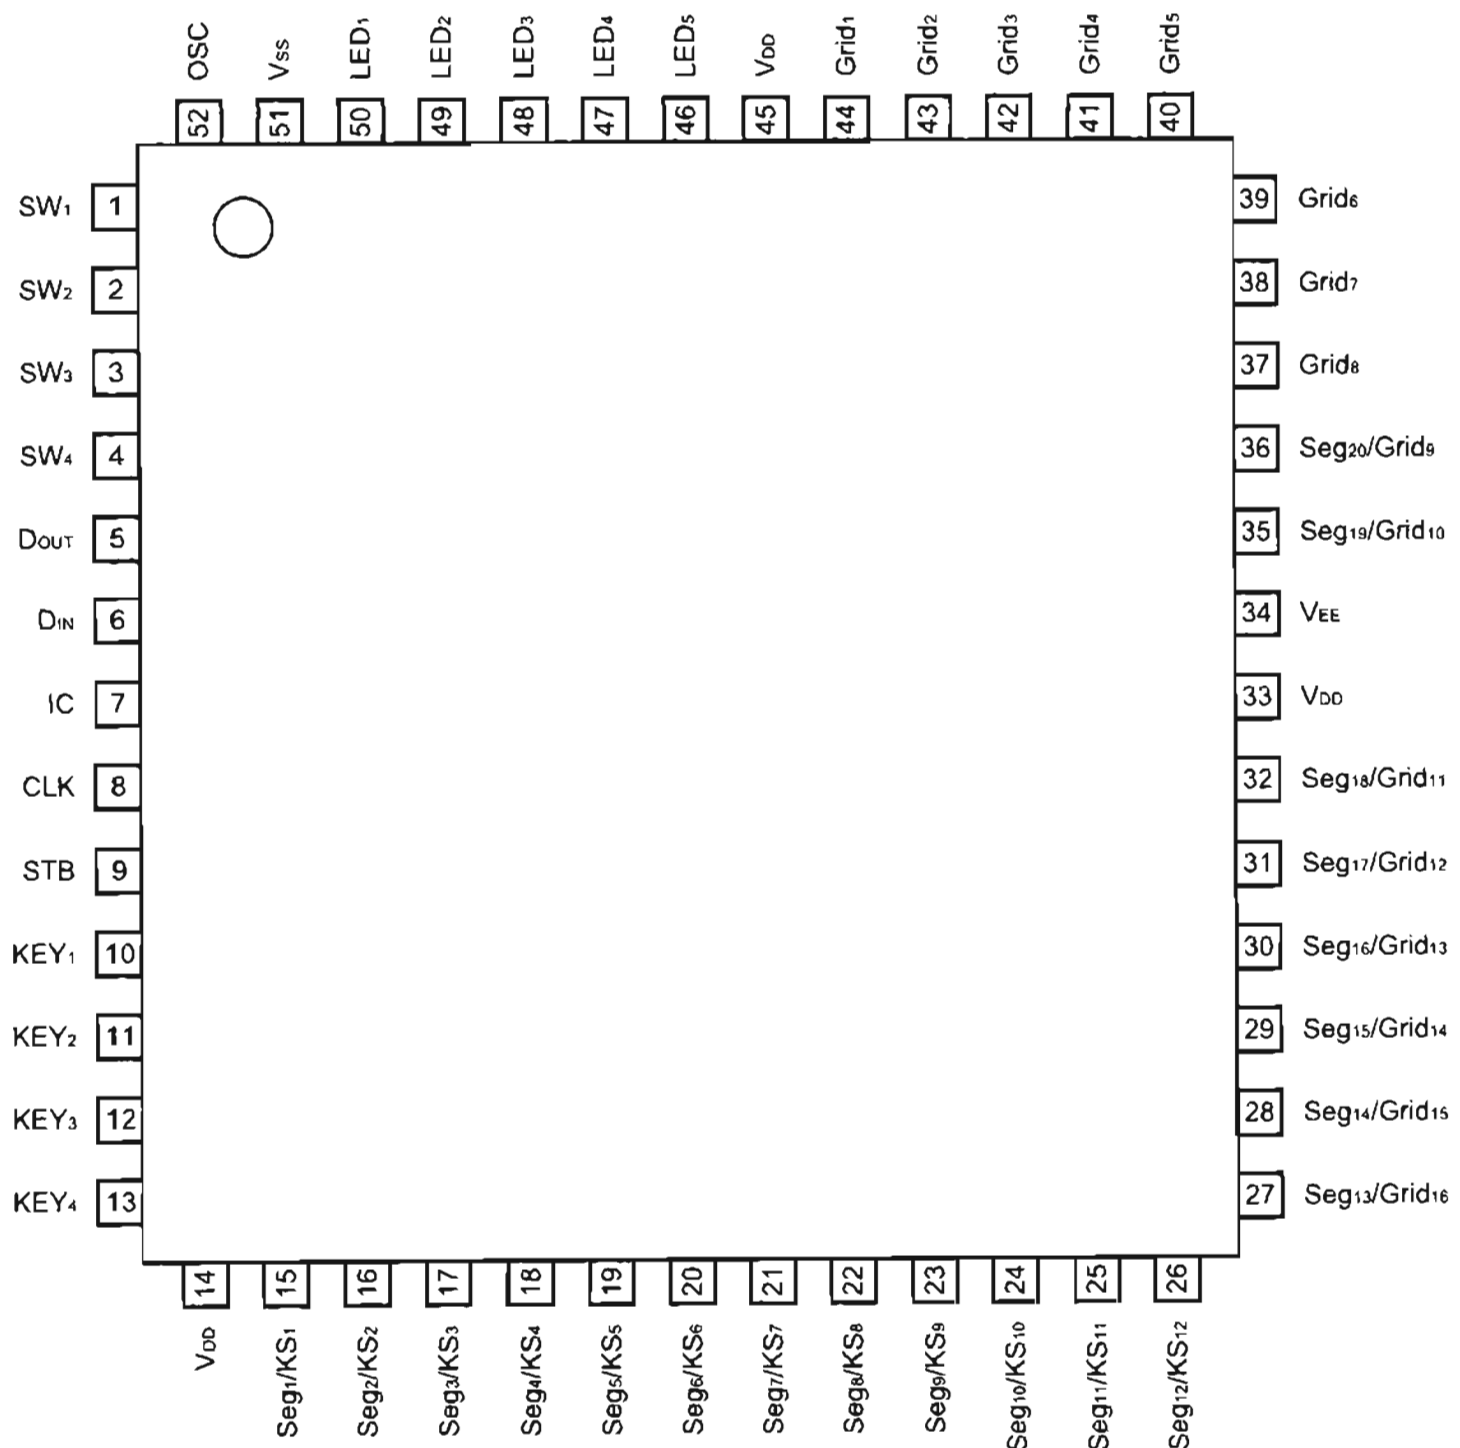 OSC Vss LED1 LED2 LED3 LED4 LED5 VDD Grid1 Grid2 Grid3 Grid4 Grid5
52 51 50 49 48 47 46 45 44 43 42 41 40
SW1 1
SW2 2
SW3 3
SW4 4
DOUT 5
DIN 6
IC 7
CLK 8
STB 9
KEY1 10
KEY2 11
KEY3 12
KEY4 13
39 Grid6
38 Grid7
37 Grid8
36 Seg20/Grid9
35 Seg19/Grid10
34 VEE
33 VDD
32 Seg18/Grid11
31 Seg17/Grid12
30 Seg16/Grid13
29 Seg15/Grid14
28 Seg14/Grid15
27 Seg13/Grid16
14 15 16 17 18 19 20 21 22 23 24 25 26
VDD Seg1/KS1 Seg2/KS2 Seg3/KS3 Seg4/KS4 Seg5/KS5 Seg6/KS6 Seg7/KS7 Seg8/KS8 Seg9/KS9 Seg10/KS10 Seg11/KS11 Seg12/KS12